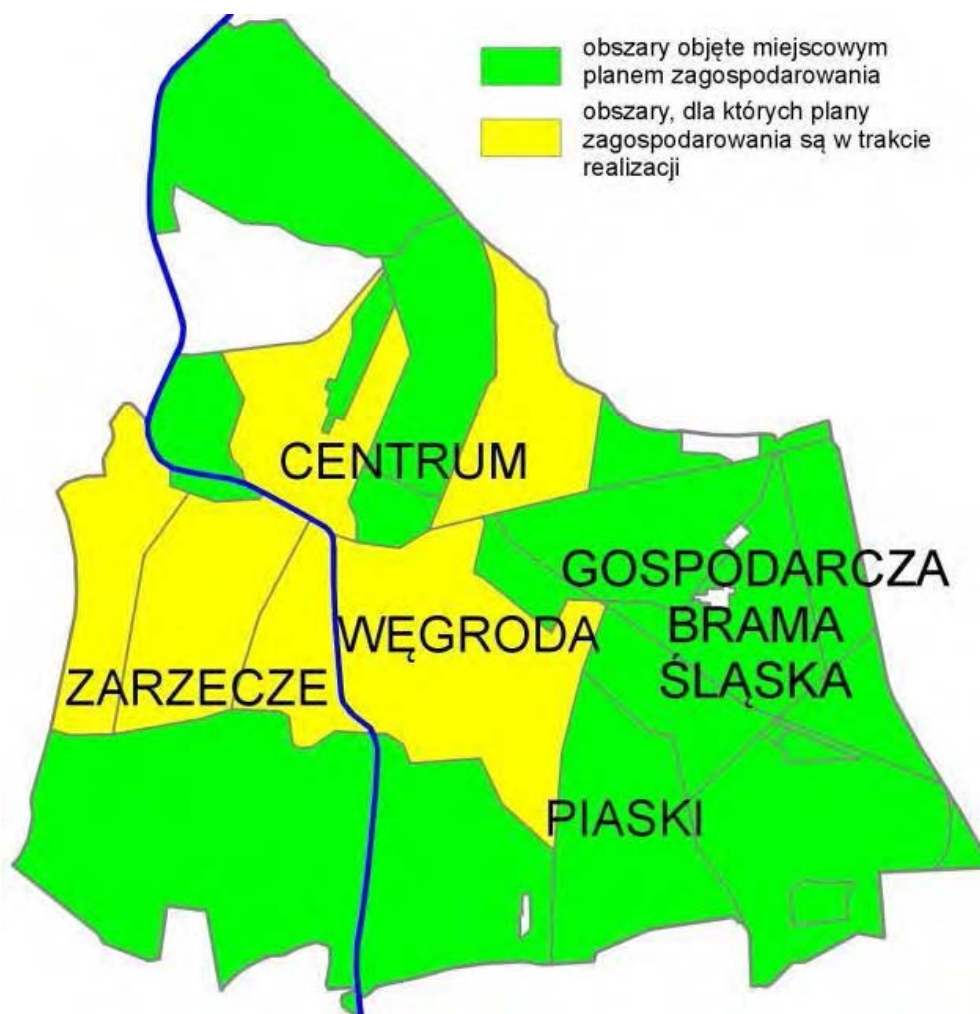 obszary objęte miejscowym
planem zagospodarowania
obszary, dla których plany
zagospodarowania są w trakcie
realizacji
CENTRUM
GOSPODARCZA
BRAMA
ŚLĄSKA
WĘGRODA
ZARZECZE
PIASKI